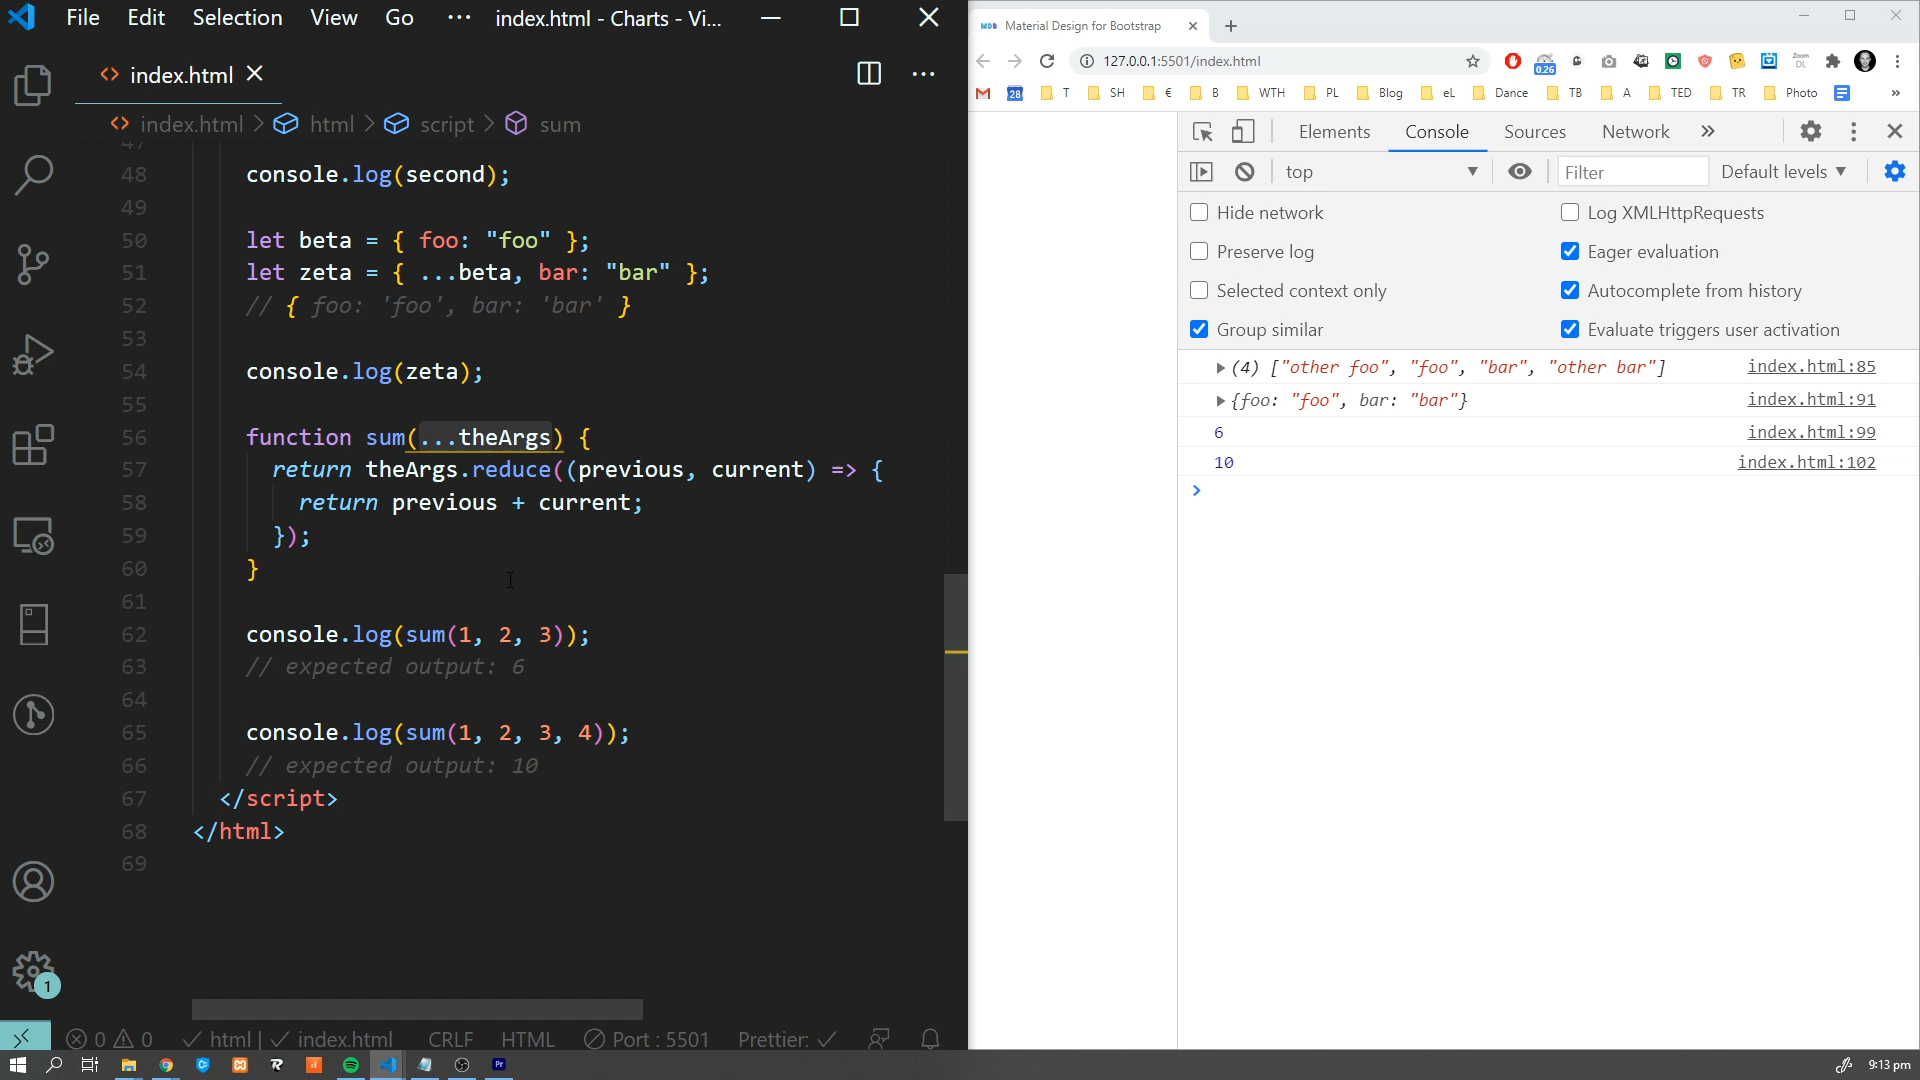 File Edit Selection View Go ··· index.html - Charts - Vi...
index.html
index.html > html > script > sum
47
48 console.log(second);
49
50 let beta = { foo: "foo" };
51 let zeta = { ...beta, bar: "bar" };
52 // { foo: 'foo', bar: 'bar' }
53
54 console.log(zeta);
55
56 function sum(...theArgs) {
57 return theArgs.reduce((previous, current) => {
58 return previous + current;
59 });
60 }
61
62 console.log(sum(1, 2, 3));
63 // expected output: 6
64
65 console.log(sum(1, 2, 3, 4));
66 // expected output: 10
67 </script>
68 </html>
69
1
0 0 html | index.html CRLF HTML Port : 5501 Prettier:
MDB Material Design for Bootstrap
127.0.0.1:5501/index.html
0.26
Zoom DL
28 T SH € B WTH PL Blog eL Dance TB A TED TR Photo »
Elements Console Sources Network »
top Filter Default levels
Hide network Log XMLHttpRequests
Preserve log Eager evaluation
Selected context only Autocomplete from history
Group similar Evaluate triggers user activation
(4) ["other foo", "foo", "bar", "other bar"] index.html:85
{foo: "foo", bar: "bar"} index.html:91
6 index.html:99
10 index.html:102
Pr
9:13 pm